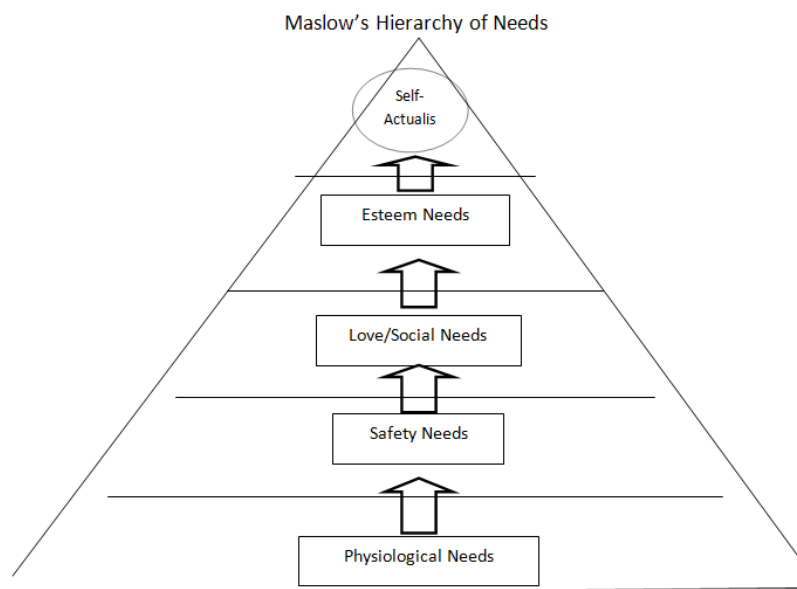 Maslow's Hierarchy of Needs
Self-
Actualis
Esteem Needs
Love/Social Needs
Safety Needs
Physiological Needs